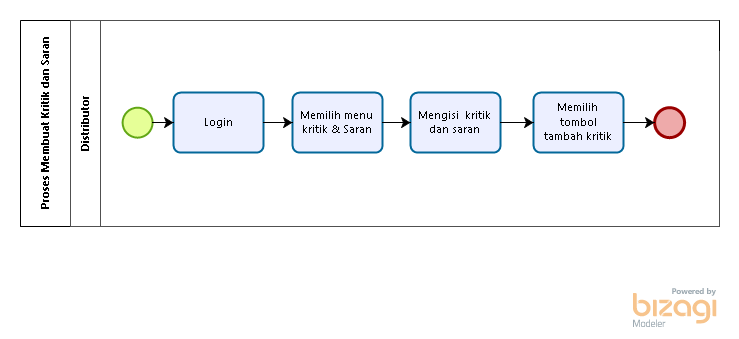 Proses Membuat Kritik dan Saran
Distributor
Login
Memilih menu
kritik & Saran
Mengisi kritik
dan saran
Memilih
tombol
tambah kritik
Powered by
bizagi
Modeler